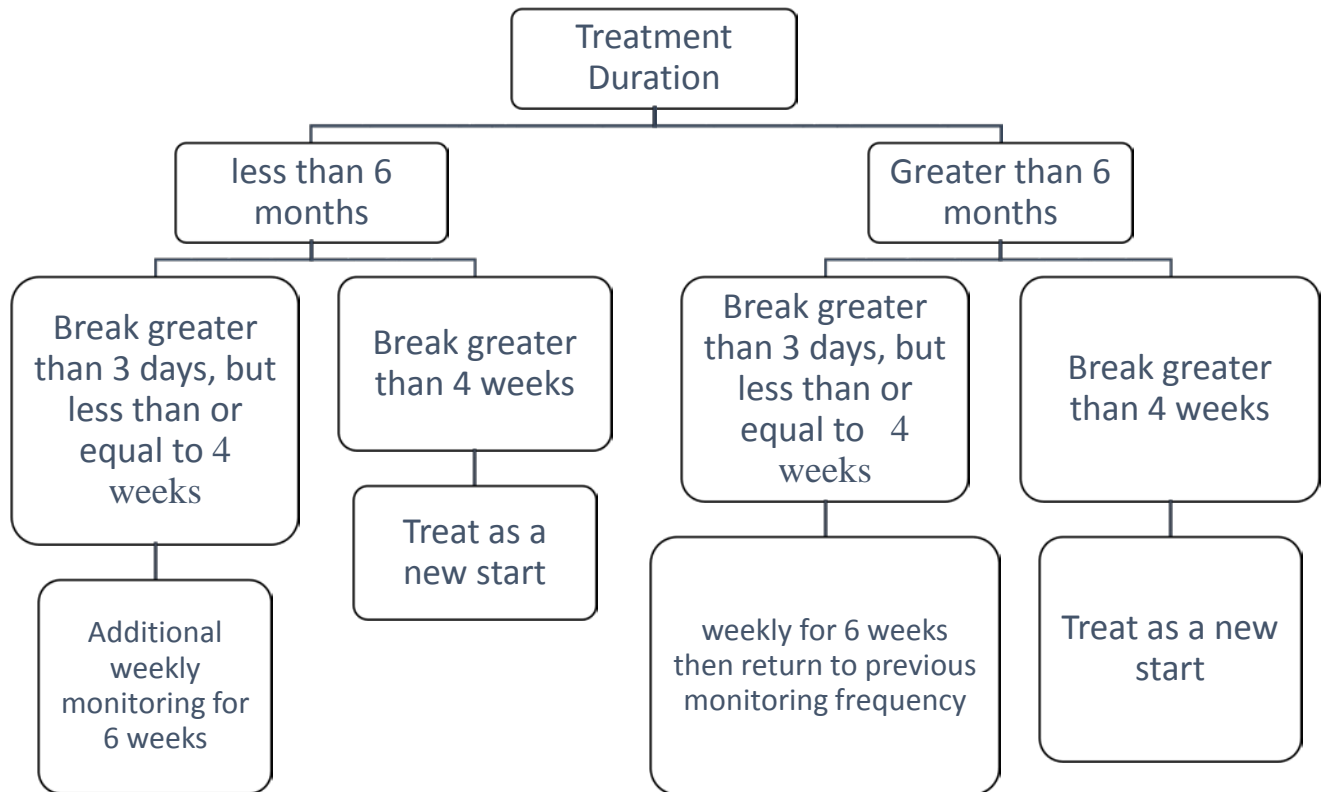 Treatment
Duration
less than 6
months
Greater than 6
months
Break greater
than 3 days, but
less than or
equal to 4
weeks
Break greater
than 4 weeks
Break greater
than 3 days, but
less than or
equal to 4
weeks
Break greater
than 4 weeks
Additional
weekly
monitoring for
6 weeks
Treat as a
new start
weekly for 6 weeks
then return to previous
monitoring frequency
Treat as a new
start